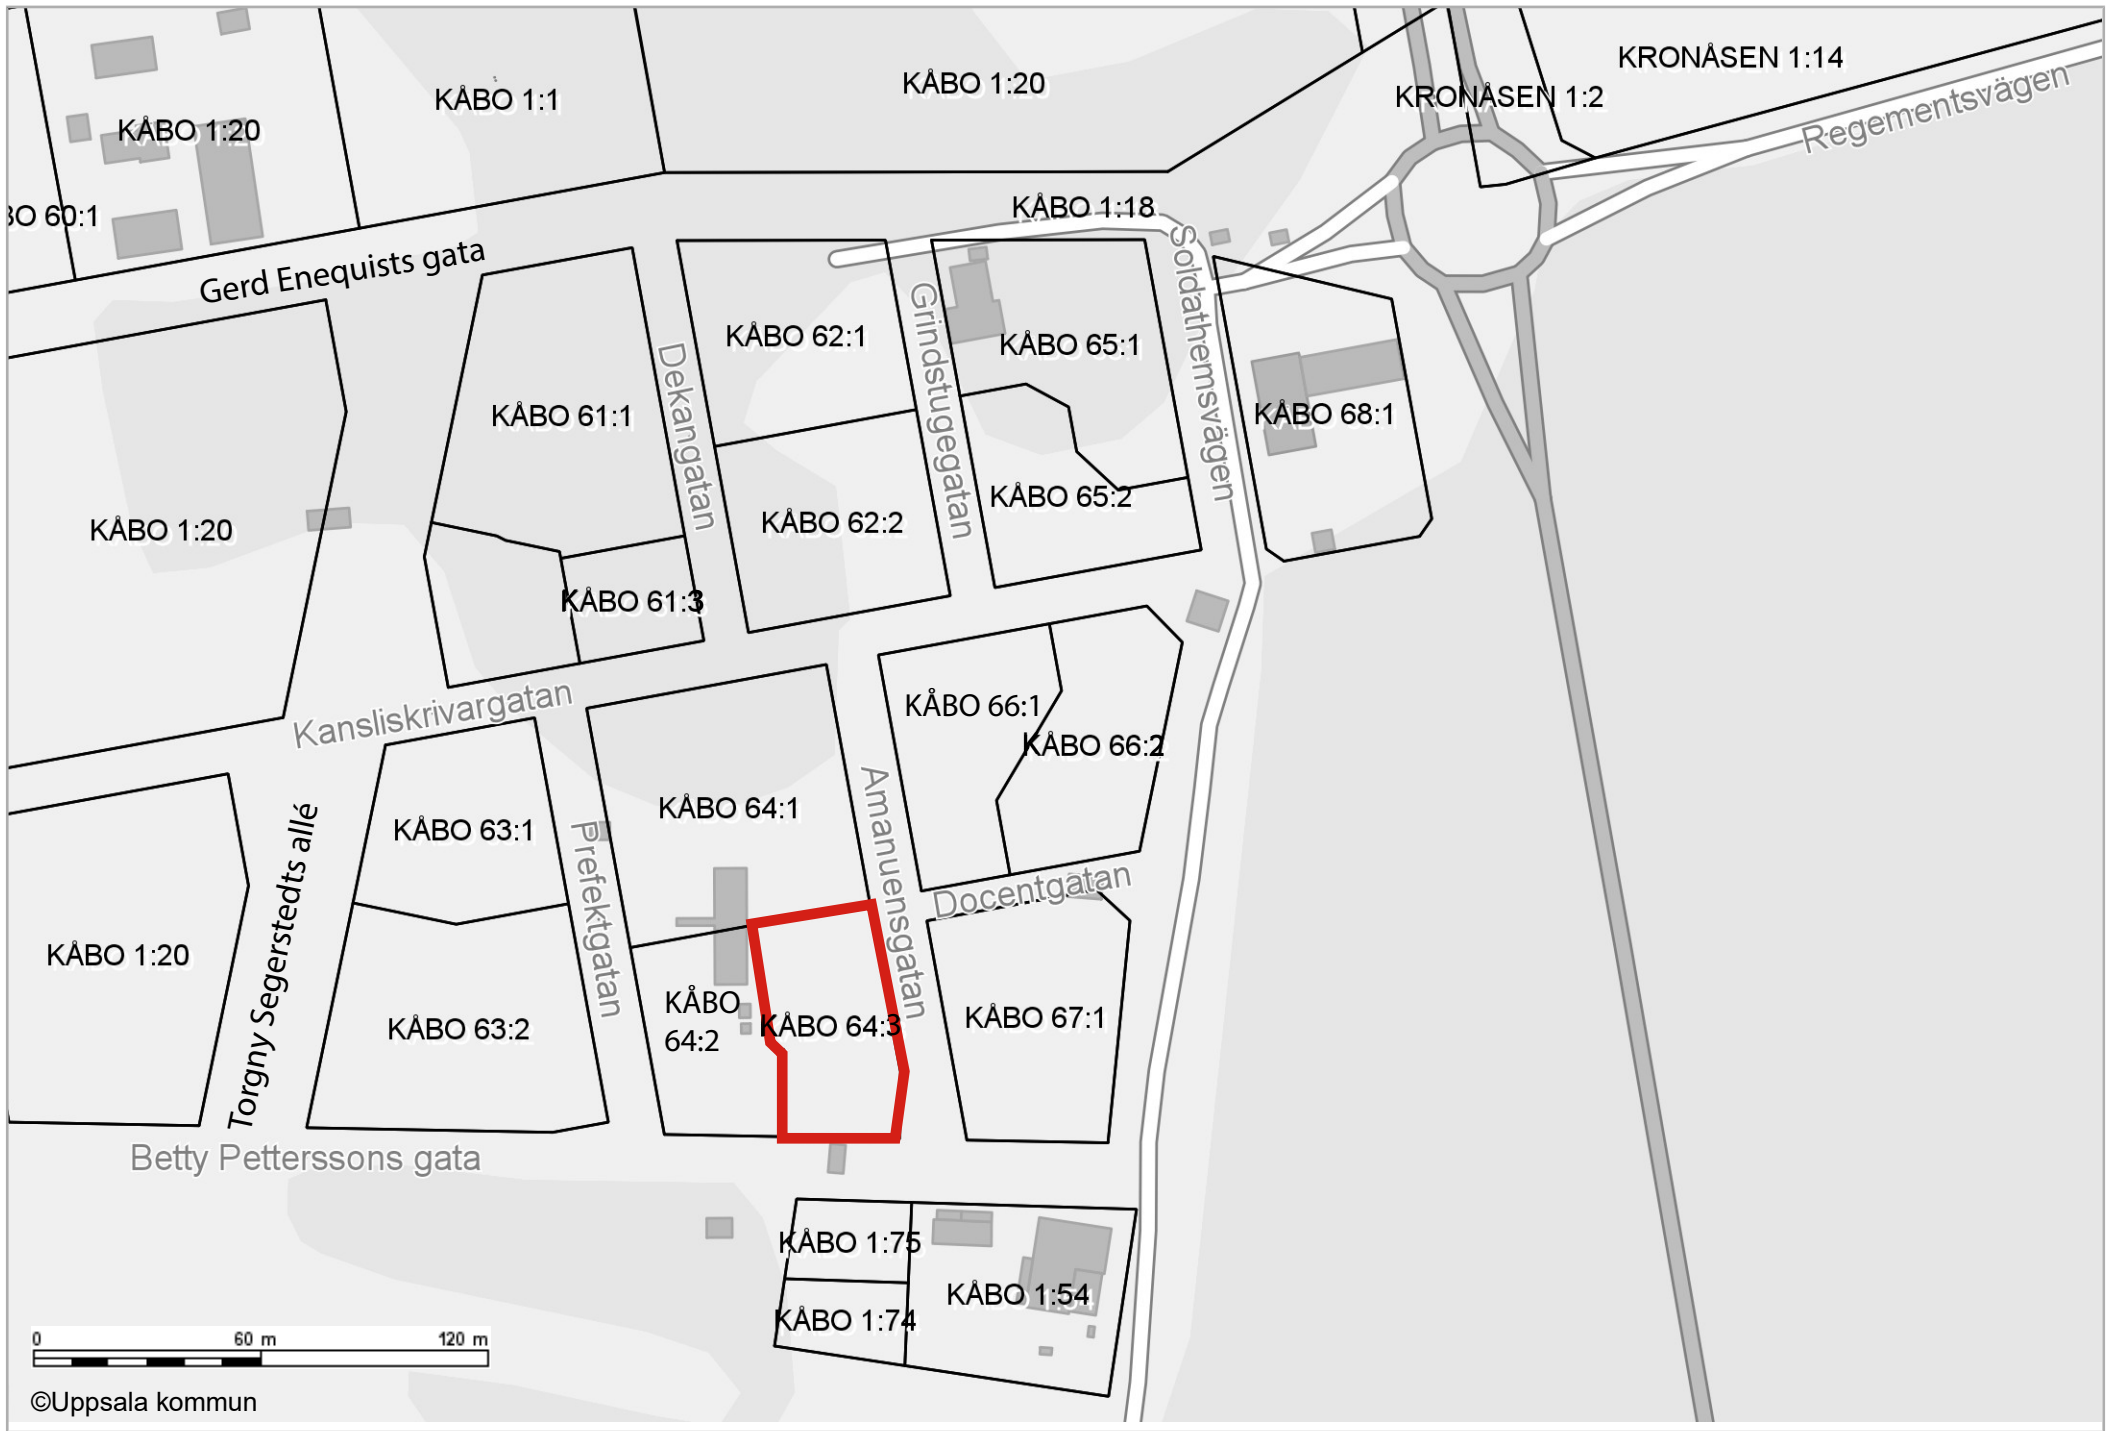 KRONÅSEN 1:14
KÅBO 1:20
KÅBO 1:1
KRONÅSEN 1:2
Regementsvägen
KÅBO 1:20
BO 60:1
KÅBO 1:18
Gerd Enequists gata
Soldathemsvägen
KÅBO 62:1
Grindstugegatan
KÅBO 65:1
Dekangatan
KÅBO 61:1
KÅBO 68:1
KÅBO 65:2
KÅBO 62:2
KÅBO 1:20
KÅBO 61:3
Kansliskrivargatan
KÅBO 66:1
KÅBO 66:2
KÅBO 64:1
Amanuensgatan
KÅBO 63:1
Prefektgatan
Torgny Segerstedts allé
Docentgatan
KÅBO 1:20
KÅBO
64:2
KÅBO 64:3
KÅBO 67:1
KÅBO 63:2
Betty Petterssons gata
KÅBO 1:75
KÅBO 1:54
KÅBO 1:74
0 60 m 120 m
©Uppsala kommun